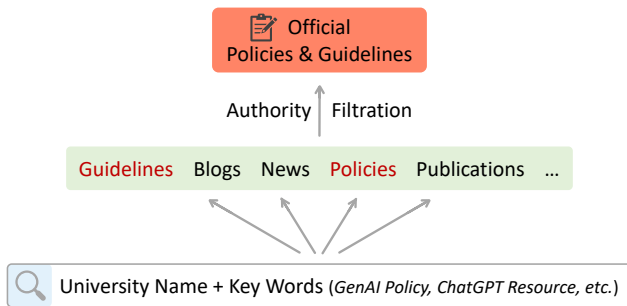 Official
Policies & Guidelines
Authority Filtration
Guidelines Blogs News Policies Publications ...
University Name + Key Words (GenAI Policy, ChatGPT Resource, etc.)